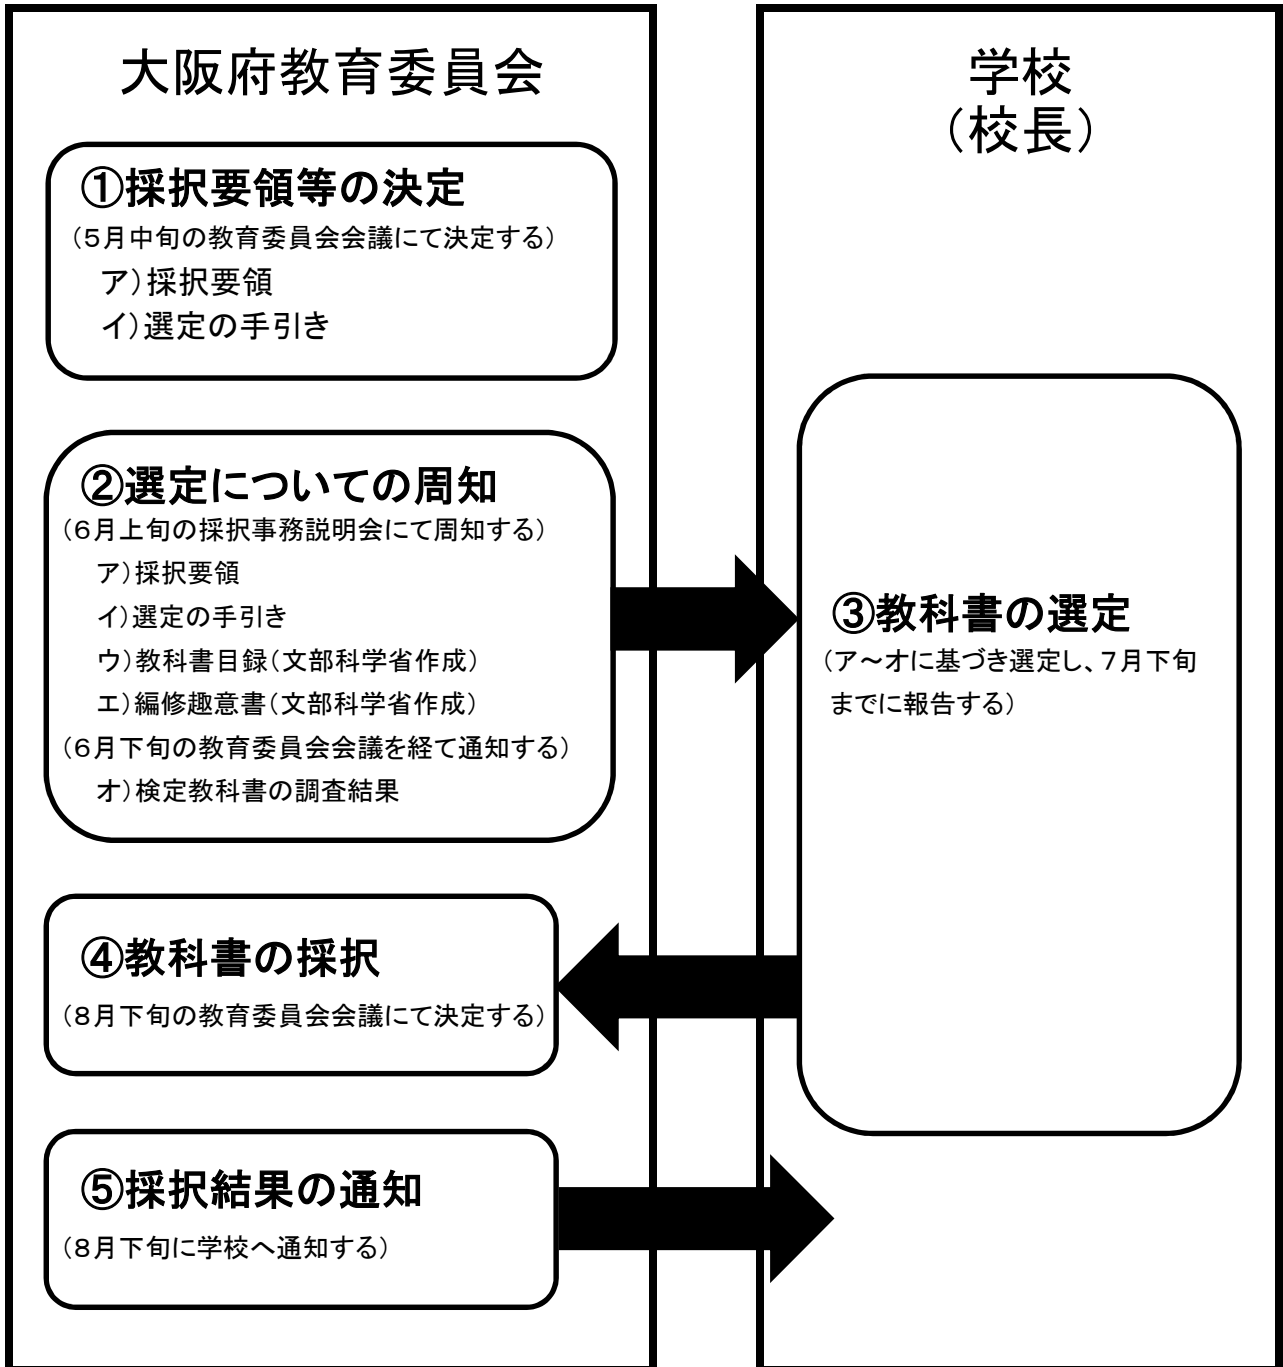 大阪府教育委員会
①採択要領等の決定
（５月中旬の教育委員会会議にて決定する）
ア）採択要領
イ）選定の手引き
②選定についての周知
（６月上旬の採択事務説明会にて周知する）
ア）採択要領
イ）選定の手引き
ウ）教科書目録（文部科学省作成）
エ）編修趣意書（文部科学省作成）
（６月下旬の教育委員会会議を経て通知する）
オ）検定教科書の調査結果
④教科書の採択
（８月下旬の教育委員会会議にて決定する）
⑤採択結果の通知
（８月下旬に学校へ通知する）
学校
（校長）
③教科書の選定
（ア～オに基づき選定し、７月下旬
までに報告する）